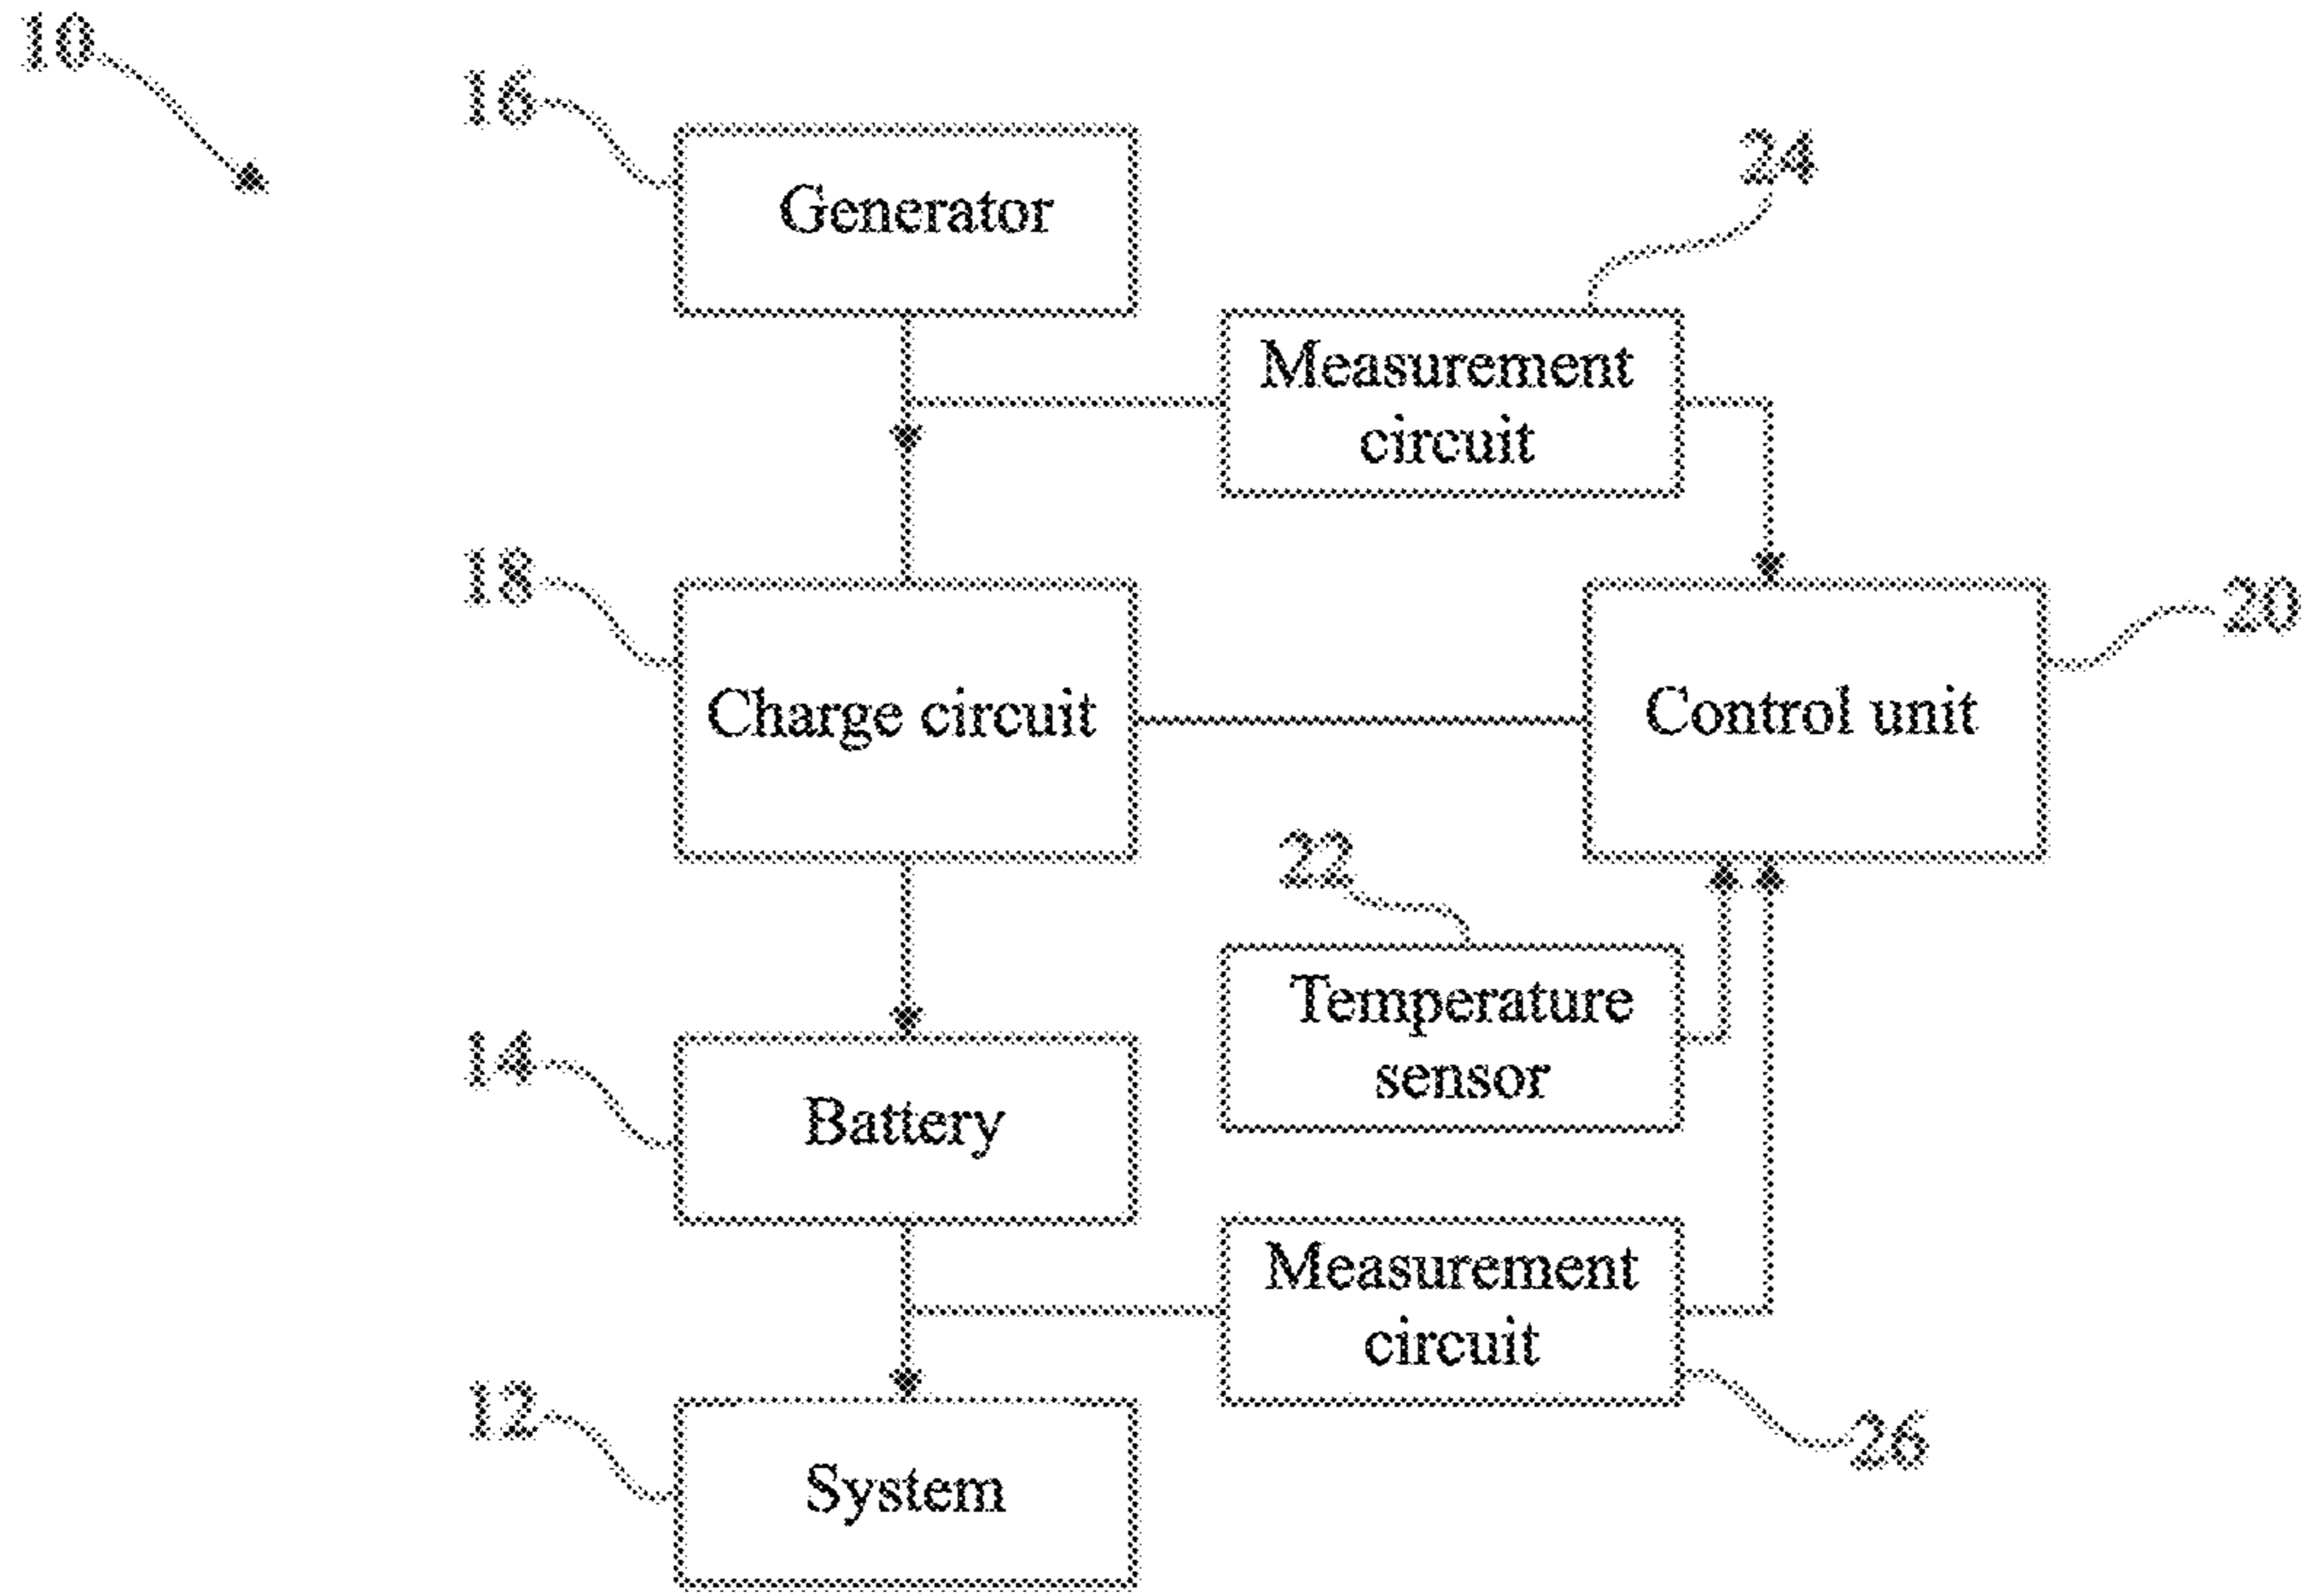 10
16
Generator
24
Measurement
circuit
18
Charge circuit
Control unit
20
22
Temperature
sensor
14
Battery
Measurement
circuit
12
System
26